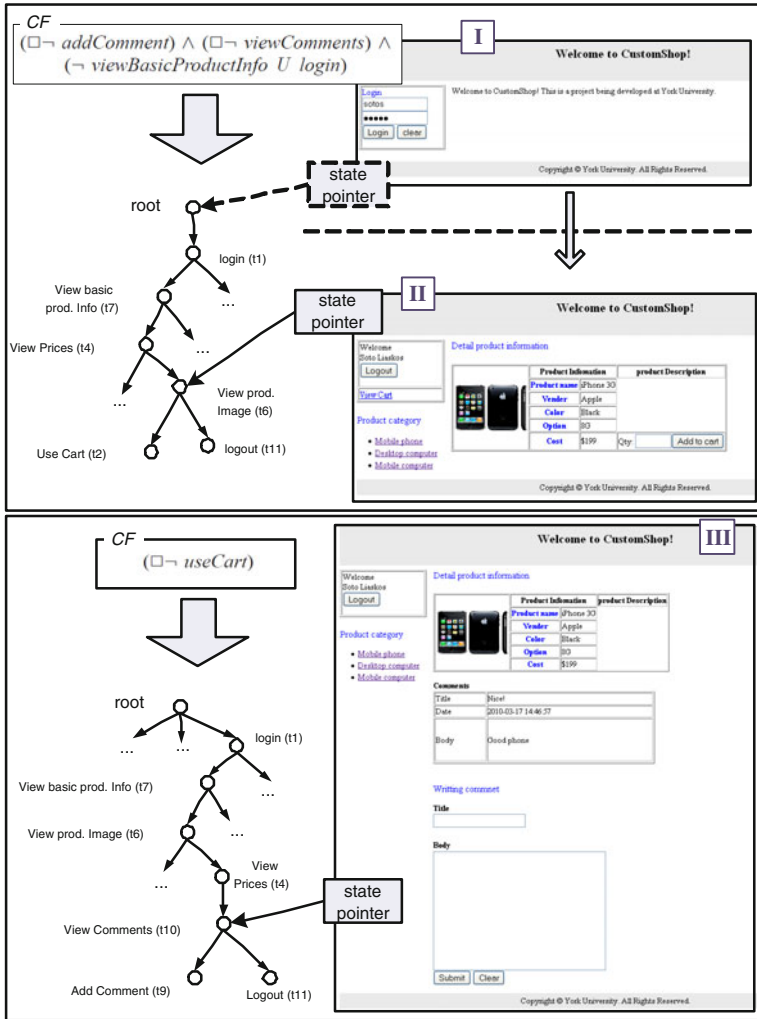 CF
(□¬ addComment) ∧ (□¬ viewComments) ∧
(¬ viewBasicProductInfo U login)
I
Welcome to CustomShop!
Login
sotos
•••••
Login clear
Welcome to CustomShop! This is a project being developed at York University.
Copyright © York University. All Rights Reserved.
state
pointer
root
login (t1)
View basic
prod. Info (t7)
...
View Prices (t4)
...
...
View prod.
Image (t6)
Use Cart (t2)
logout (t11)
state
pointer
II
Welcome to CustomShop!
Welcome
Soto Liaskos
Logout
View Cart
Product category
• Mobile phone
• Desktop computer
• Mobile computer
Detail product information
Product Infomation product Description
Product name iPhone 3G
Vender Apple
Color Black
Option 8G
Cost $199 Qty: Add to cart
Copyright © York University. All Rights Reserved.
CF
(□¬ useCart)
root
... ...
login (t1)
View basic prod. Info (t7)
...
View prod. Image (t6)
...
...
View
Prices (t4)
View Comments (t10)
Add Comment (t9)
Logout (t11)
state
pointer
III
Welcome to CustomShop!
Welcome
Soto Liaskos
Logout
Product category
• Mobile phone
• Desktop computer
• Mobile computer
Detail product information
Product Infomation product Description
Product name iPhone 3G
Vender Apple
Color Black
Option 8G
Cost $199
Comments
Title Nice!
Date 2010-03-17 14:46:57
Body Good phone
Writting commnet
Title
Body
Submit Clear
Copyright © York University. All Rights Reserved.